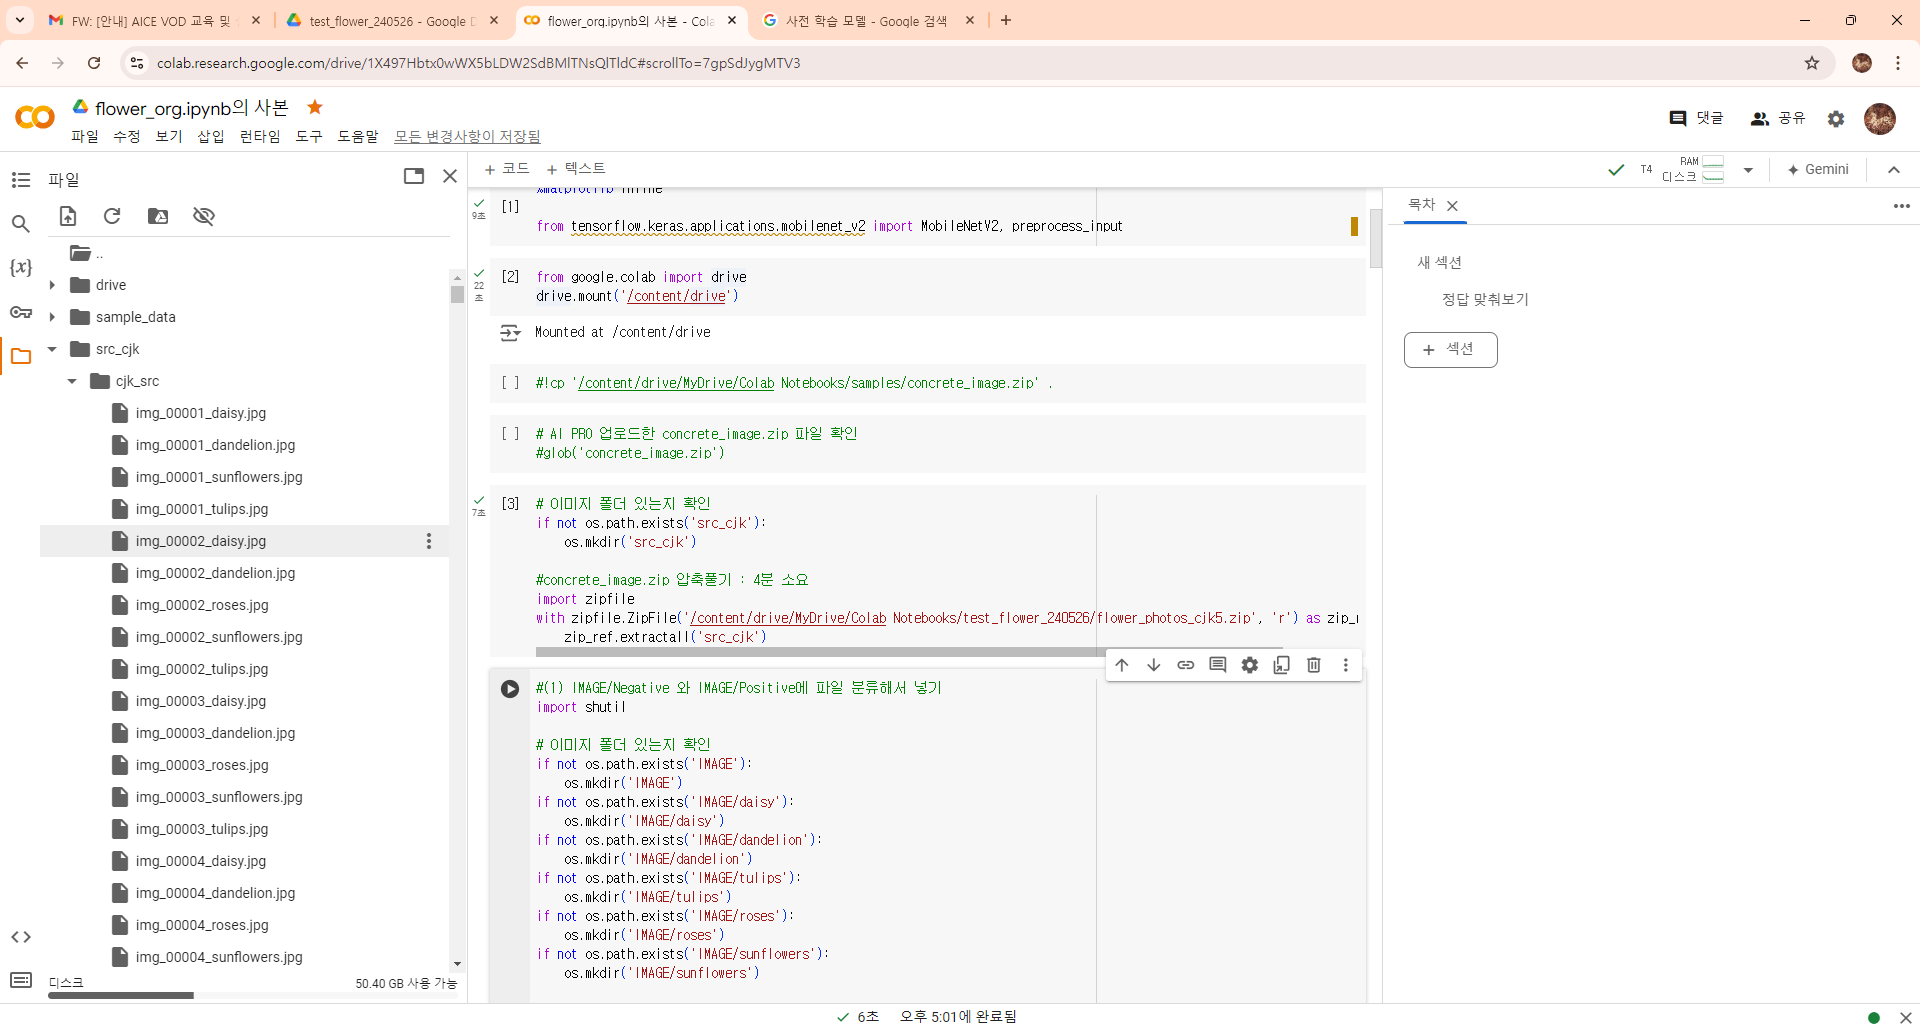 FW: [안내] AICE VOD 교육 및
test_flower_240526 - Google D
flower_org.ipynb의 사본 - Cola
사전 학습 모델 - Google 검색
colab.research.google.com/drive/1X497Hbtx0wWX5bLDW2SdBMlTNsQlTldC#scrollTo=7gpSdJygMTV3
flower_org.ipynb의 사본
파일 수정 보기 삽입 런타임 도구 도움말 모든 변경사항이 저장됨
댓글
공유
파일
..
drive
sample_data
src_cjk
cjk_src
img_00001_daisy.jpg
img_00001_dandelion.jpg
img_00001_sunflowers.jpg
img_00001_tulips.jpg
img_00002_daisy.jpg
img_00002_dandelion.jpg
img_00002_roses.jpg
img_00002_sunflowers.jpg
img_00002_tulips.jpg
img_00003_daisy.jpg
img_00003_dandelion.jpg
img_00003_roses.jpg
img_00003_sunflowers.jpg
img_00003_tulips.jpg
img_00004_daisy.jpg
img_00004_dandelion.jpg
img_00004_roses.jpg
img_00004_sunflowers.jpg
디스크
50.40 GB 사용 가능
+ 코드 + 텍스트
T4
RAM
디스크
Gemini
%matplotlib inline
[1]
9초
from tensorflow.keras.applications.mobilenet_v2 import MobileNetV2, preprocess_input
[2]
22
초
from google.colab import drive
drive.mount('/content/drive')
Mounted at /content/drive
[ ]
#!cp '/content/drive/MyDrive/Colab Notebooks/samples/concrete_image.zip' .
[ ]
# AI PRO 업로드한 concrete_image.zip 파일 확인
#glob('concrete_image.zip')
[3]
7초
# 이미지 폴더 있는지 확인
if not os.path.exists('src_cjk'):
os.mkdir('src_cjk')
#concrete_image.zip 압축풀기 : 4분 소요
import zipfile
with zipfile.ZipFile('/content/drive/MyDrive/Colab Notebooks/test_flower_240526/flower_photos_cjk5.zip', 'r') as zip_r
zip_ref.extractall('src_cjk')
#(1) IMAGE/Negative 와 IMAGE/Positive에 파일 분류해서 넣기
import shutil
# 이미지 폴더 있는지 확인
if not os.path.exists('IMAGE'):
os.mkdir('IMAGE')
if not os.path.exists('IMAGE/daisy'):
os.mkdir('IMAGE/daisy')
if not os.path.exists('IMAGE/dandelion'):
os.mkdir('IMAGE/dandelion')
if not os.path.exists('IMAGE/tulips'):
os.mkdir('IMAGE/tulips')
if not os.path.exists('IMAGE/roses'):
os.mkdir('IMAGE/roses')
if not os.path.exists('IMAGE/sunflowers'):
os.mkdir('IMAGE/sunflowers')
목차
새 섹션
정답 맞춰보기
+ 섹션
6초 오후 5:01에 완료됨